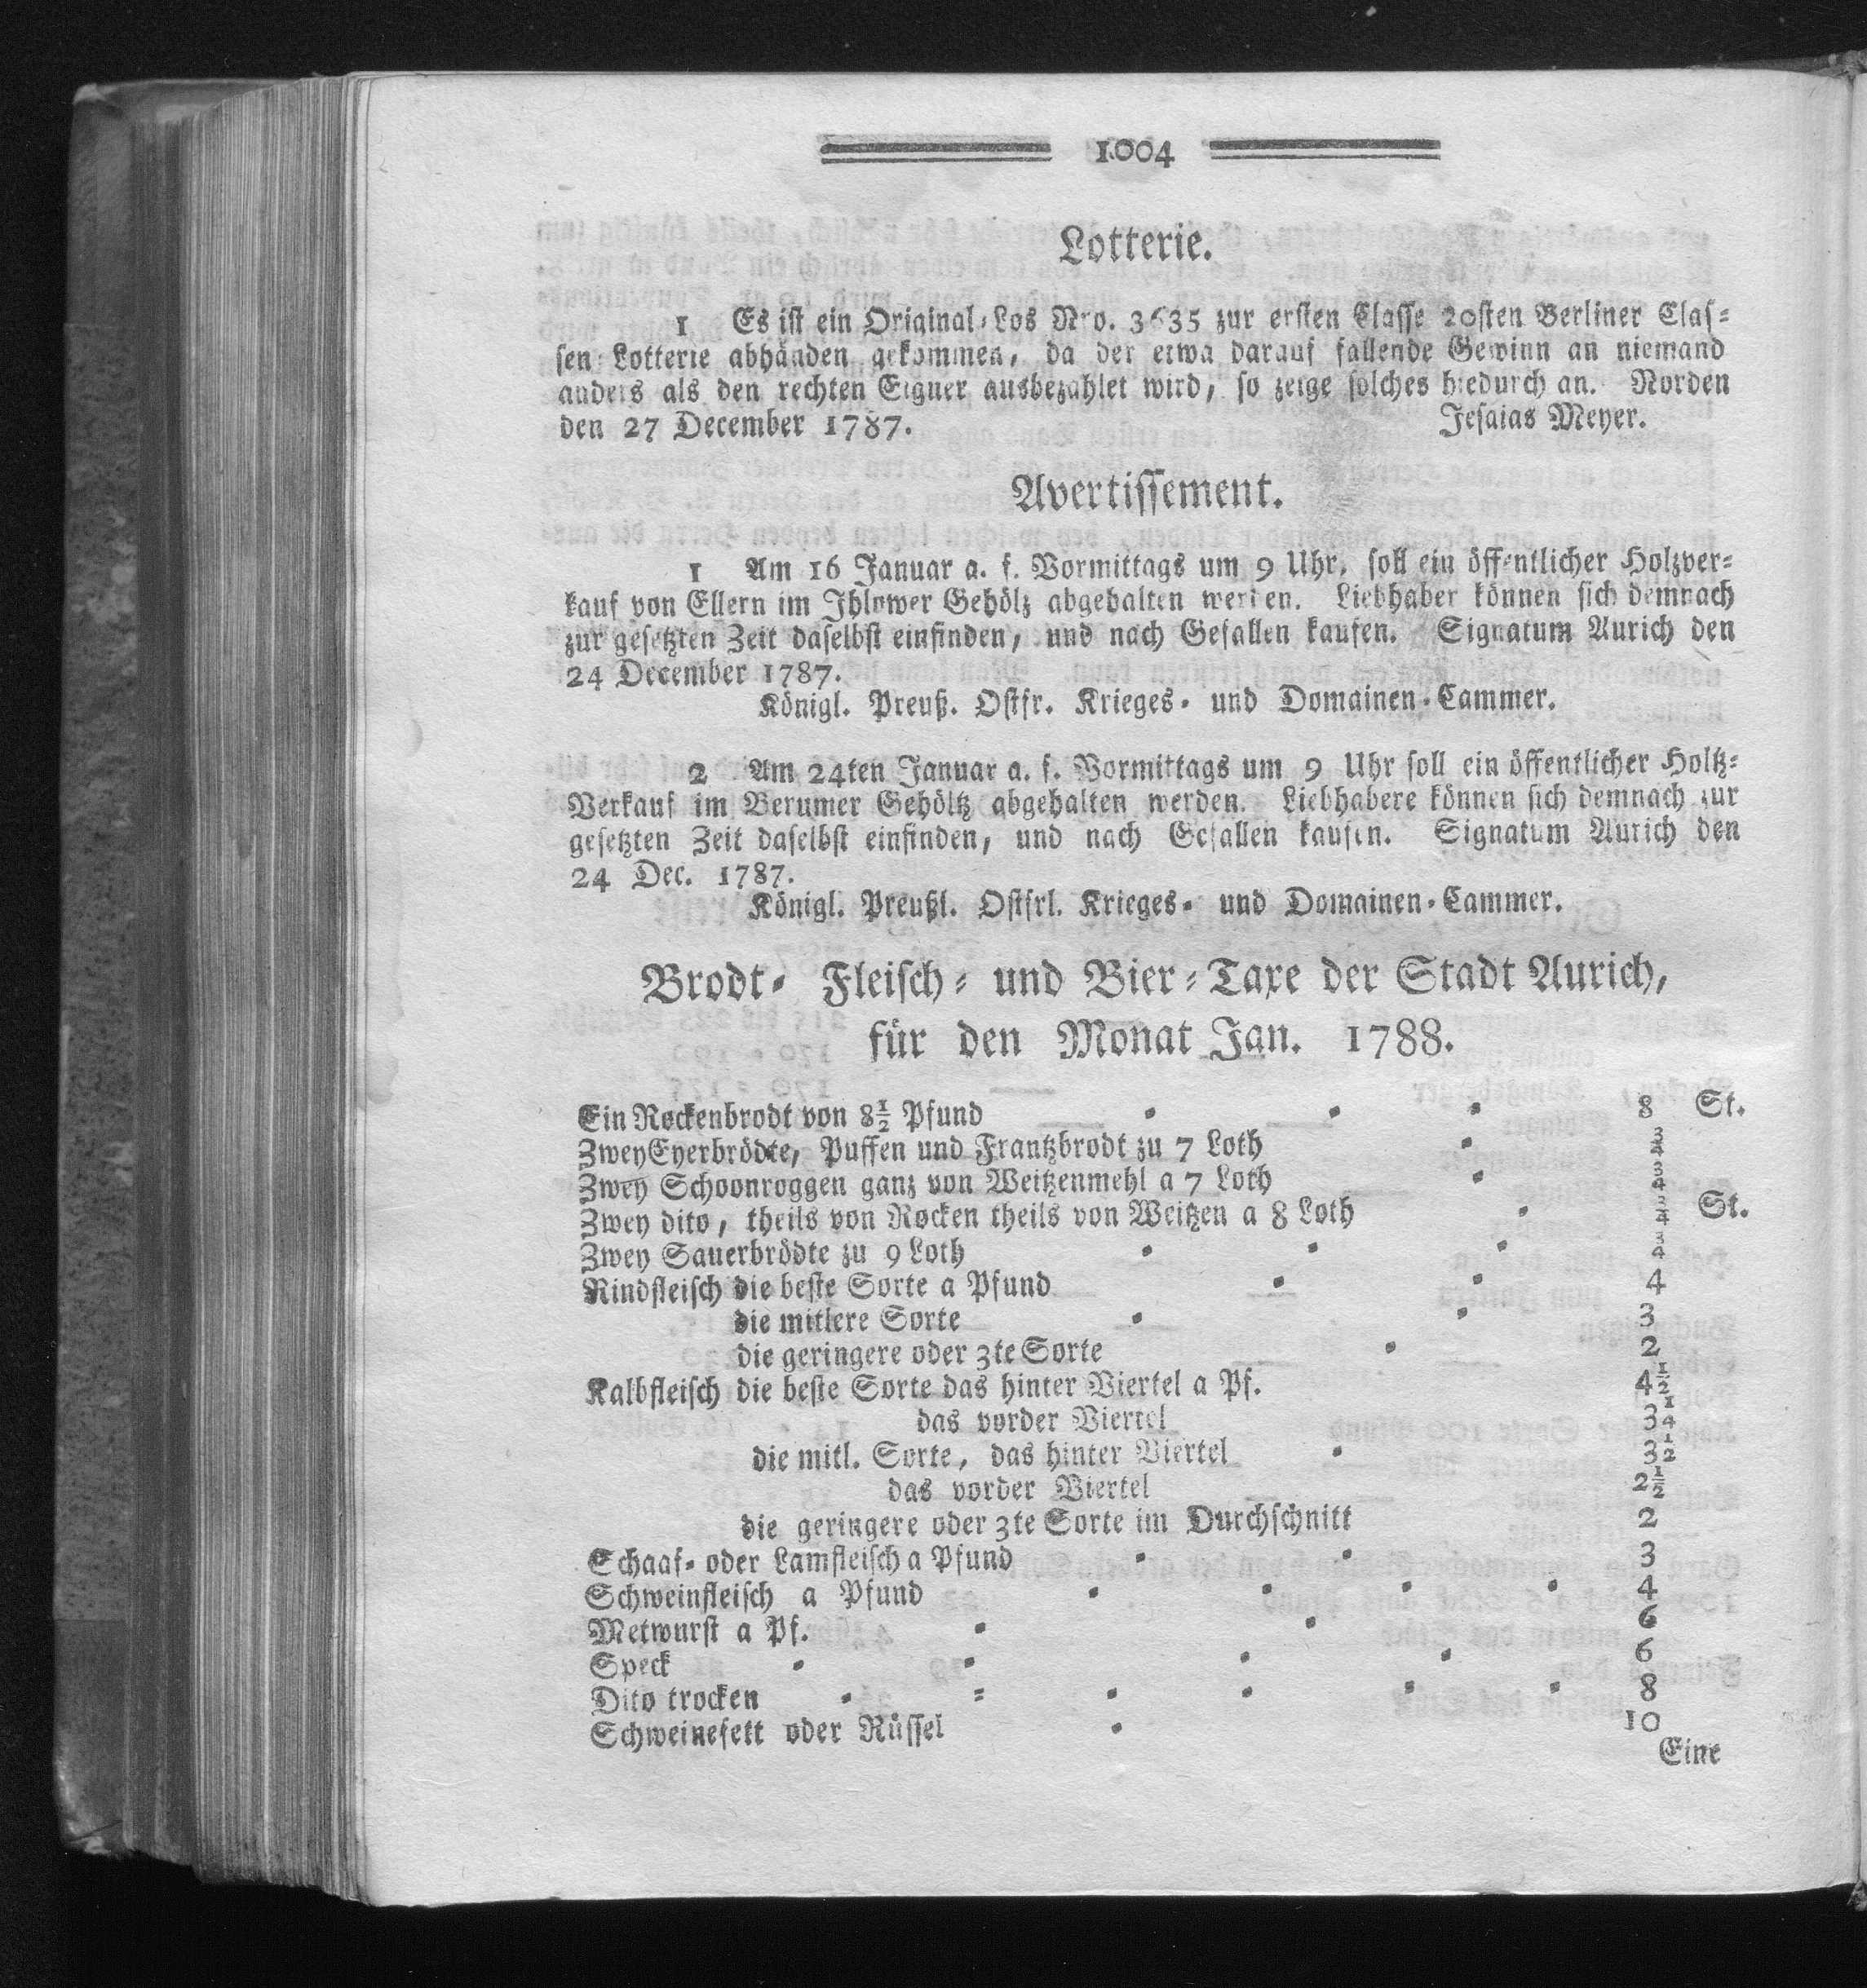 1004
Lotterie.
1 Es ist ein Original-Los Nro. 3635 zur ersten Classe 20sten Berliner Clas-
sen Lotterie abhänden gekommen, da der etwa darauf fallende Gewinn an niemand
anders als den rechten Eigner ausbezahlet wird, so zeige solches hiedurch an. Norden
den 27 December 1787. Jesaias Meyer.
Avertissement.
1 Am 16 Januar a. f. Vormittags um 9 Uhr, soll ein öffentlicher Holzver-
kauf von Ellern im Ihlower Gehölz abgehalten werden. Liebhaber können sich demnach
zur gesetzten Zeit daselbst einfinden, und nach Gefallen kaufen. Signatum Aurich den
24 December 1787.
Königl. Preuß. Ostfr. Krieges- und Domainen-Cammer.
2 Am 24ten Januar a. f. Vormittags um 9 Uhr soll ein öffentlicher Holtz-
Verkauf im Berumer Gehöltz abgehalten werden. Liebhabere können sich demnach zur
gesetzten Zeit daselbst einfinden, und nach Gefallen kaufen. Signatum Aurich den
24 Dec. 1787.
Königl. Preußl. Ostfrl. Krieges- und Domainen-Cammer.
Brodt- Fleisch- und Bier-Taxe der Stadt Aurich,
für den Monat Jan. 1788.
Ein Rockenbrodt von 8½ Pfund 8 St.
Zwey Eyerbrödte, Puffen und Frantzbrodt zu 7 Loth ¾
Zwey Schoonroggen ganz von Weitzenmehl a 7 Loth ¾
Zwey dito, theils von Rocken theils von Weitzen a 8 Loth ¾ St.
Zwey Sauerbrödte zu 9 Loth ¾
Rindfleisch die beste Sorte a Pfund 4
die mitlere Sorte 3
die geringere oder 3te Sorte 2
Kalbfleisch die beste Sorte das hinter Viertel a Pf. 4½
das vorder Viertel 3¼
die mitl. Sorte, das hinter Viertel 3½
das vorder Viertel 2½
die geringere oder 3te Sorte im Durchschnitt 2
Schaaf- oder Lamfleisch a Pfund 3
Schweinfleisch a Pfund 4
Metwurst a Pf. 6
Speck 6
Dito trocken 8
Schweinefett oder Rüssel 10
Eine